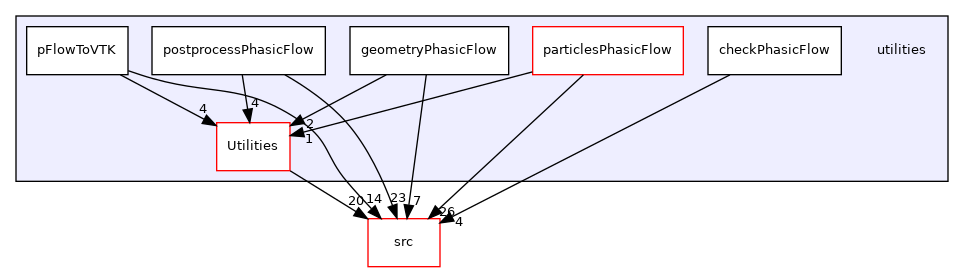 pFlowToVTK
postprocessPhasicFlow
geometryPhasicFlow
particlesPhasicFlow
checkPhasicFlow
utilities
4
4
2
1
Utilities
20
14
23
7
26
4
src